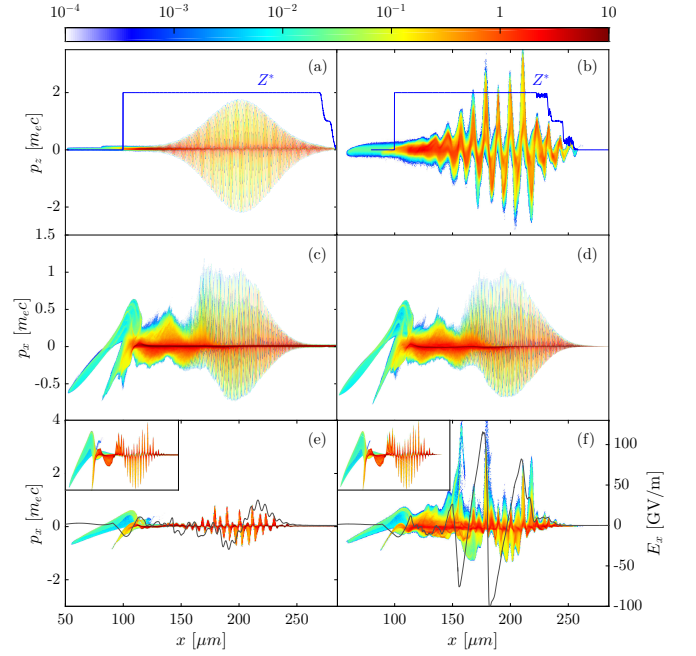 10⁻⁴ 10⁻³ 10⁻² 10⁻¹ 1 10
(a) (b)
Z* Z*
2
0
-2
p_z [m_e c]
(c) (d)
1.5
1
0.5
0
-0.5
p_x [m_e c]
(e) (f)
4
2
0
-3
p_x [m_e c]
100
50
0
-50
-100
E_x [GV/m]
50 100 150 200 250 100 150 200 250
x [μm] x [μm]